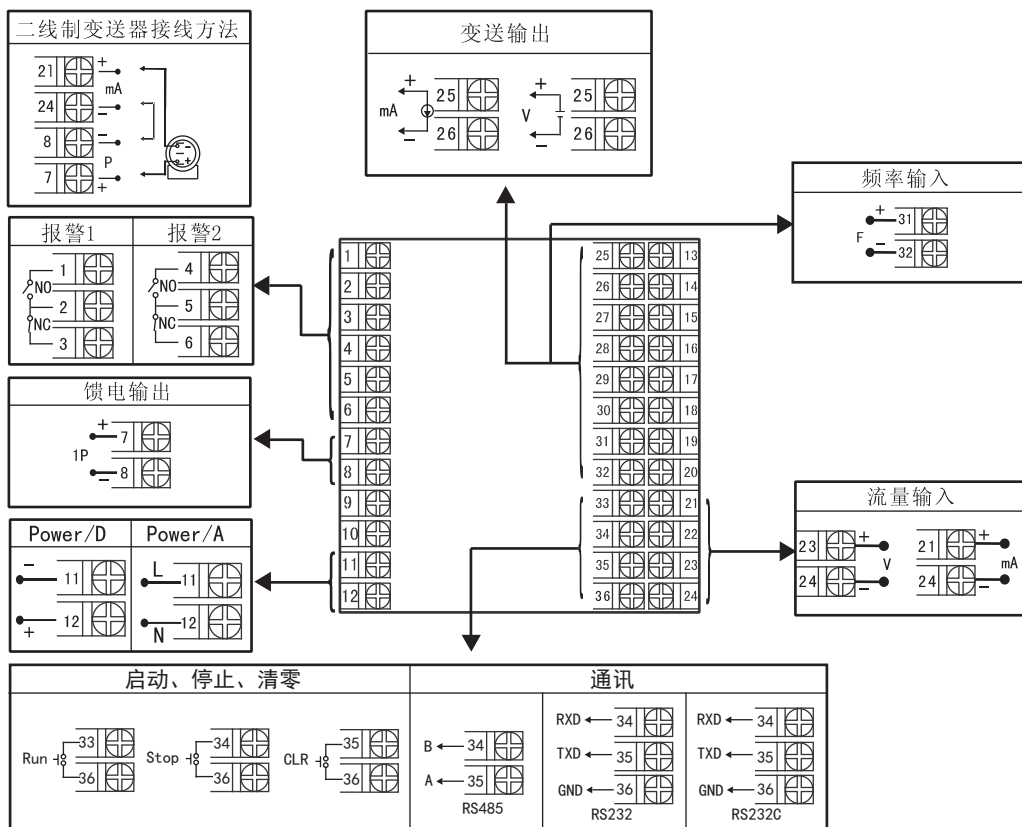 二线制变送器接线方法
21
+
mA
24
−
8
−
P
7
+
变送输出
+
mA
−
25
26
+
V
−
25
26
频率输入
+
31
F
−
32
报警1
报警2
1
NO
2
NC
3
4
NO
5
NC
6
馈电输出
+
7
1P
−
8
Power/D
Power/A
−
11
12
+
L
11
12
N
1
2
3
4
5
6
7
8
9
10
11
12
25 13
26 14
27 15
28 16
29 17
30 18
31 19
32 20
33 21
34 22
35 23
36 24
流量输入
23
+
V
24
−
21
+
mA
24
−
启动、停止、清零
通讯
Run
33
36
Stop
34
36
CLR
35
36
B
34
A
35
RS485
RXD 34
TXD 35
GND 36
RS232
RXD 34
TXD 35
GND 36
RS232C